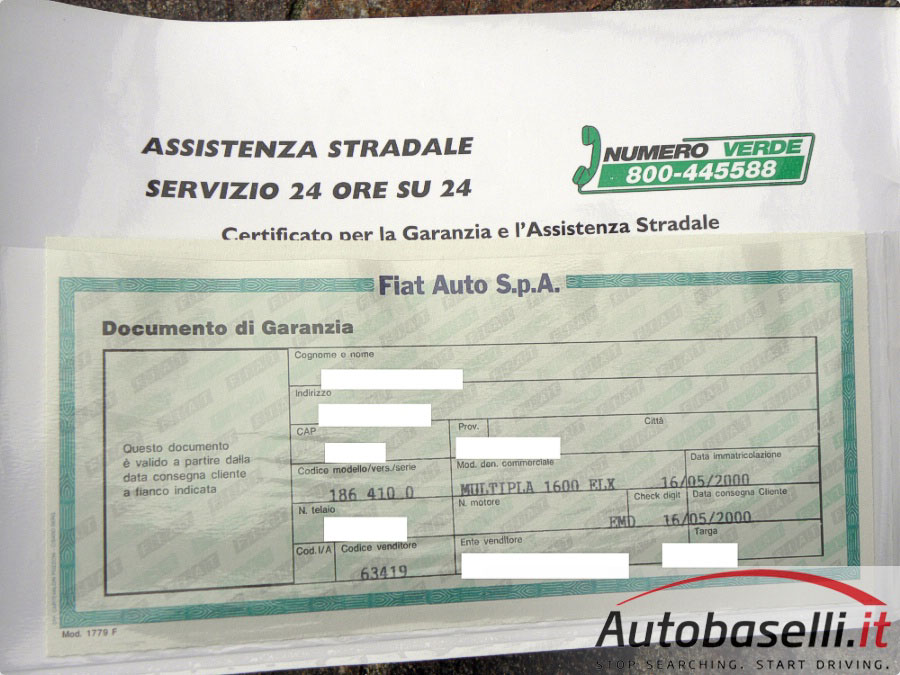 ASSISTENZA STRADALE
SERVIZIO 24 ORE SU 24
NUMERO VERDE
800-445588
Certificato per la Garanzia e l'Assistenza Stradale
Fiat Auto S.p.A.
Documento di Garanzia
Questo documento
è valido a partire dalla
data consegna cliente
a fianco indicata
Cognome e nome
Indirizzo
CAP
Prov.
Città
Codice modello/vers./serie
Mod. den. commerciale
Data immatricolazione
186 410 0
MULTIPLA 1600 ELX
16/05/2000
N. telaio
N. motore
Check digit
Data consegna Cliente
EMD
16/05/2000
Cod. I/A
Codice venditore
Ente venditore
Targa
63419
Mod. 1779 F
Autobaselli.it
STOP SEARCHING. START DRIVING.